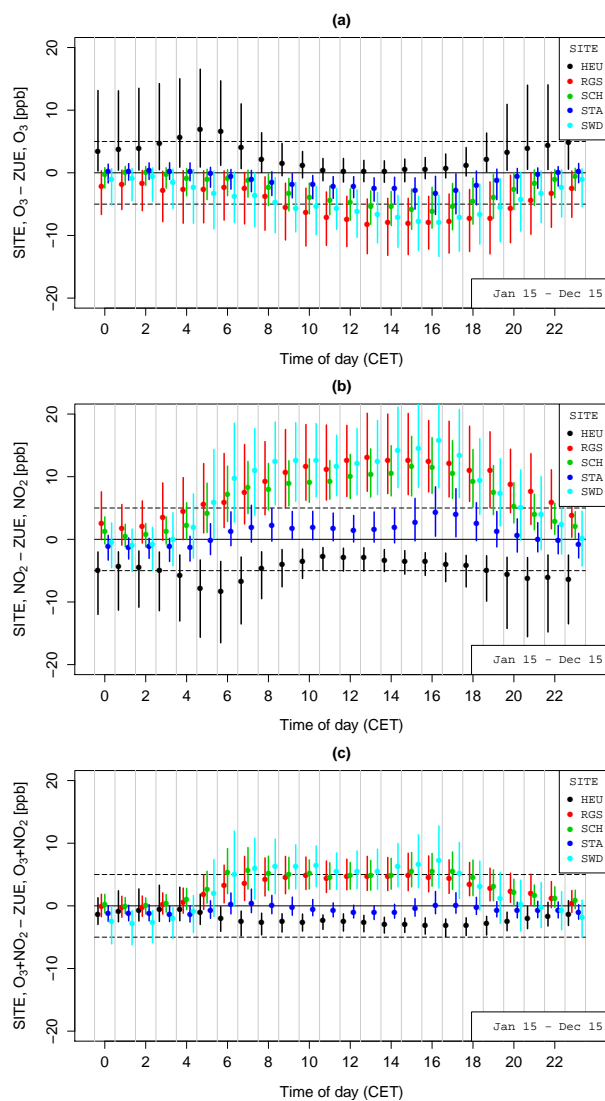 (a)
SITE, O₃ − ZUE, O₃ [ppb]
20
10
0
−10
−20
SITE
HEU
RGS
SCH
STA
SWD
Jan 15 − Dec 15
0 2 4 6 8 10 12 14 16 18 20 22
Time of day (CET)
(b)
SITE, NO₂ − ZUE, NO₂ [ppb]
20
10
0
−10
−20
SITE
HEU
RGS
SCH
STA
SWD
Jan 15 − Dec 15
0 2 4 6 8 10 12 14 16 18 20 22
Time of day (CET)
(c)
SITE, O₃+NO₂ − ZUE, O₃+NO₂ [ppb]
20
10
0
−10
−20
SITE
HEU
RGS
SCH
STA
SWD
Jan 15 − Dec 15
0 2 4 6 8 10 12 14 16 18 20 22
Time of day (CET)